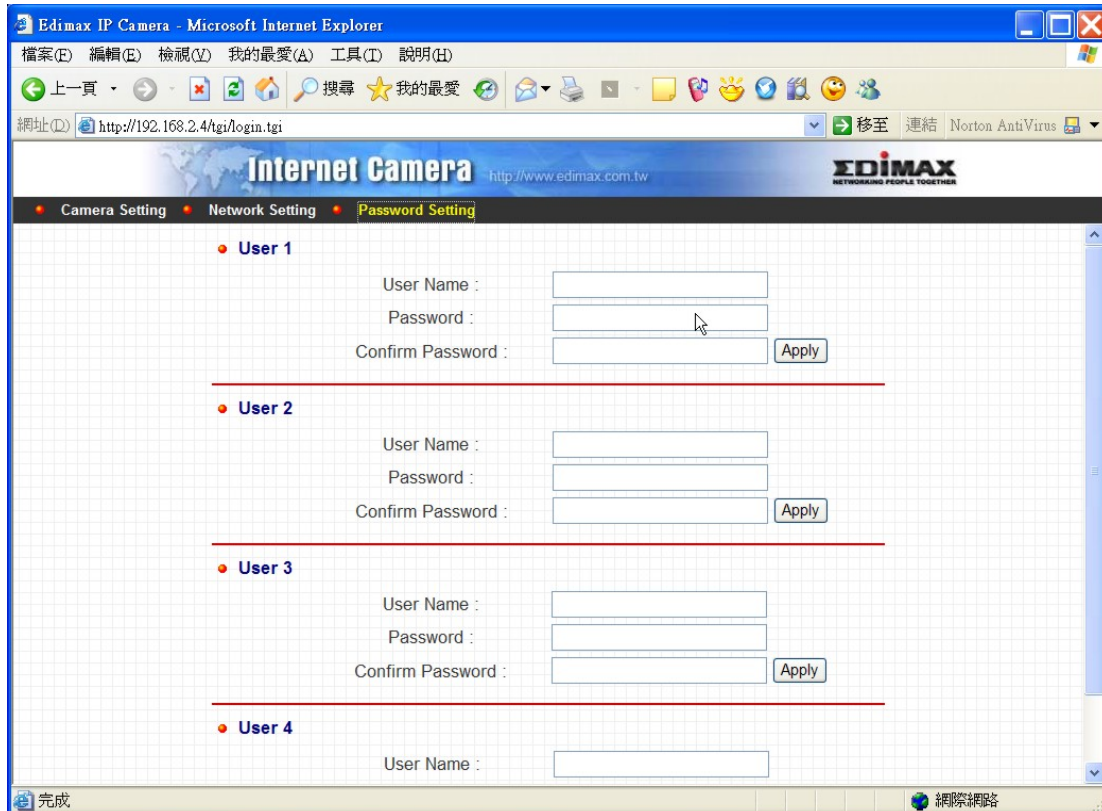 Edimax IP Camera - Microsoft Internet Explorer
檔案(F) 編輯(E) 檢視(V) 我的最愛(A) 工具(T) 說明(H)
上一頁 搜尋 我的最愛
網址(D) http://192.168.2.4/tgi/login.tgi 移至 連結 Norton AntiVirus
Internet Camera http://www.edimax.com.tw EDIMAX
NETWORKING PEOPLE TOGETHER
Camera Setting Network Setting Password Setting
User 1
User Name :
Password :
Confirm Password : Apply
User 2
User Name :
Password :
Confirm Password : Apply
User 3
User Name :
Password :
Confirm Password : Apply
User 4
User Name :
完成 網際網路